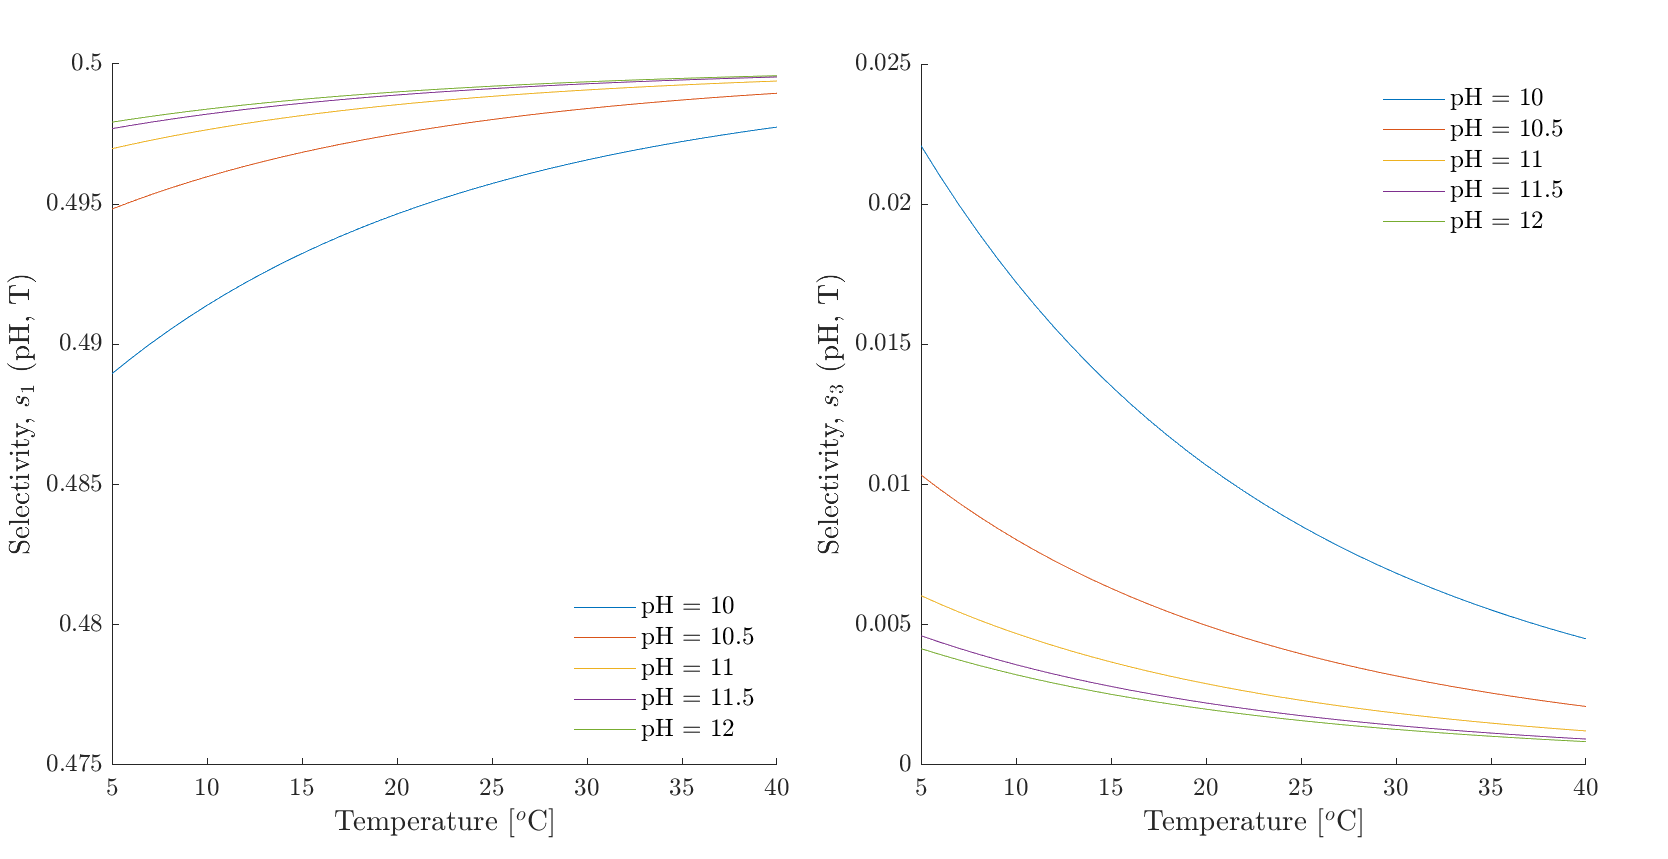 Selectivity, s1 (pH, T)
0.5
0.495
0.49
0.485
0.48
0.475
5 10 15 20 25 30 35 40
Temperature [oC]
pH = 10
pH = 10.5
pH = 11
pH = 11.5
pH = 12
Selectivity, s3 (pH, T)
0.025
0.02
0.015
0.01
0.005
0
5 10 15 20 25 30 35 40
Temperature [oC]
pH = 10
pH = 10.5
pH = 11
pH = 11.5
pH = 12